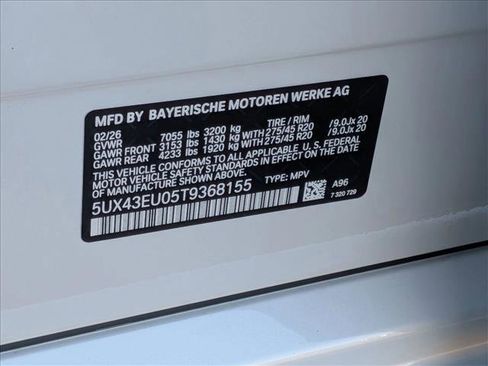 MFD BY BAYERISCHE MOTOREN WERKE AG
02/26 7055 lbs 3200 kg TIRE / RIM
GVWR
GAWR FRONT 3153 lbs 1430 kg WITH 275/45 R20 /9.0Jx 20
GAWR REAR 4233 lbs 1920 kg WITH 275/45 R20 /9.0Jx 20
THIS VEHICLE CONFORMS TO ALL APPLICABLE U.S. FEDERAL
MOTOR VEHICLE SAFETY STANDARDS IN EFFECT ON THE DATE
OF MANUFACTURE SHOWN ABOVE.
5UX43EU05T9368155 TYPE: MPV A96
7 320 729